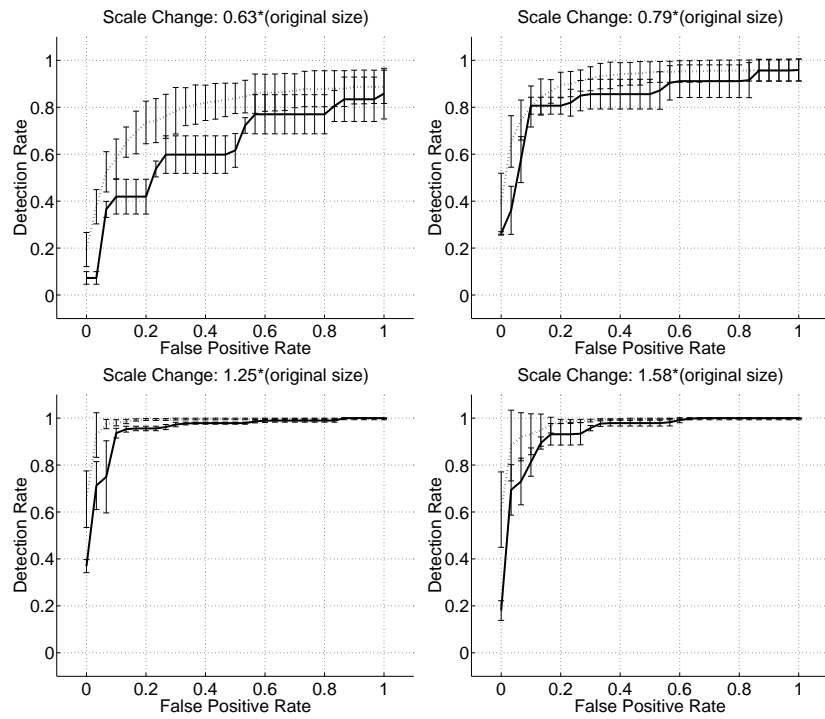 Scale Change: 0.63*(original size)
1
0.8
0.6
0.4
0.2
0
Detection Rate
0 0.2 0.4 0.6 0.8 1
False Positive Rate
Scale Change: 0.79*(original size)
1
0.8
0.6
0.4
0.2
0
Detection Rate
0 0.2 0.4 0.6 0.8 1
False Positive Rate
Scale Change: 1.25*(original size)
1
0.8
0.6
0.4
0.2
0
Detection Rate
0 0.2 0.4 0.6 0.8 1
False Positive Rate
Scale Change: 1.58*(original size)
1
0.8
0.6
0.4
0.2
0
Detection Rate
0 0.2 0.4 0.6 0.8 1
False Positive Rate